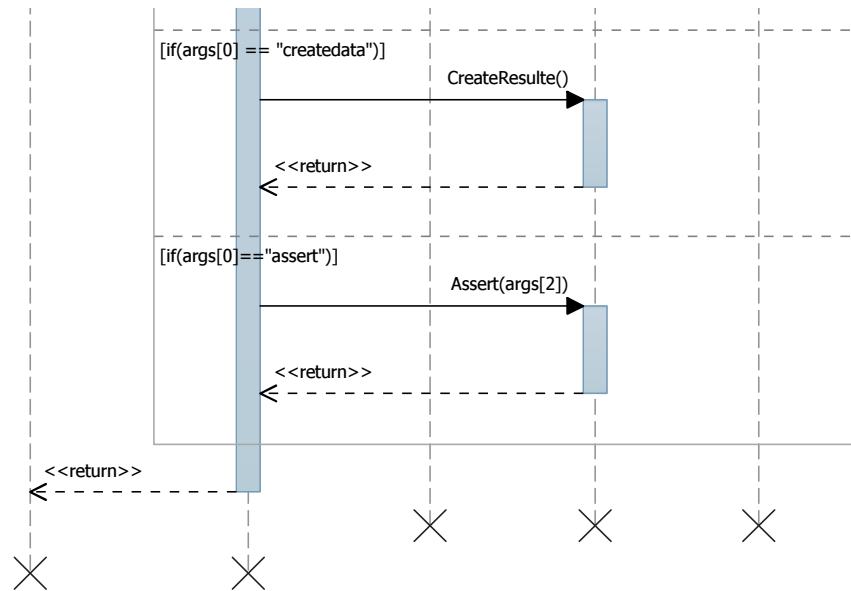 [if(args[0] == "createdata")]
CreateResulte()
<<return>>
[if(args[0]=="assert")]
Assert(args[2])
<<return>>
<<return>>